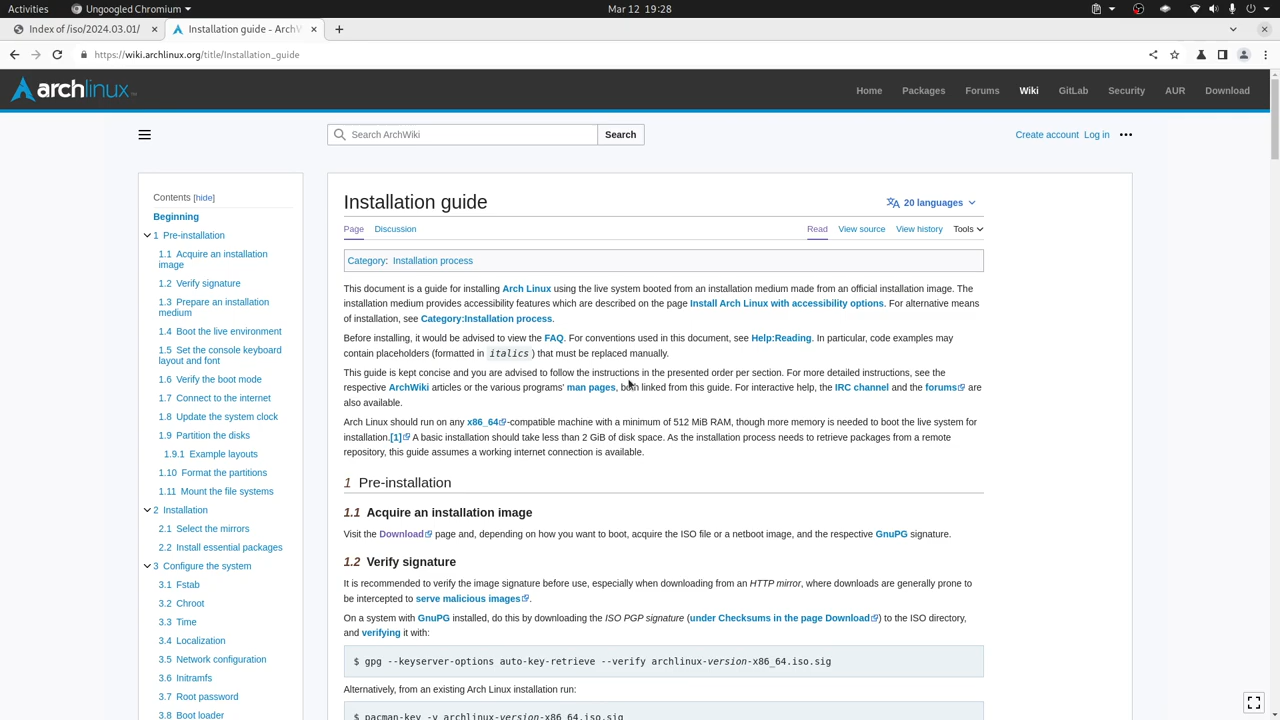 Activities
Ungoogled Chromium
Mar 12 19:28
Index of /iso/2024.03.01/
Installation guide - ArchW
https://wiki.archlinux.org/title/Installation_guide
archlinux
Home Packages Forums Wiki GitLab Security AUR Download
Search ArchWiki
Search
Create account Log in
Contents [hide]
Beginning
1 Pre-installation
1.1 Acquire an installation
image
1.2 Verify signature
1.3 Prepare an installation
medium
1.4 Boot the live environment
1.5 Set the console keyboard
layout and font
1.6 Verify the boot mode
1.7 Connect to the internet
1.8 Update the system clock
1.9 Partition the disks
1.9.1 Example layouts
1.10 Format the partitions
1.11 Mount the file systems
2 Installation
2.1 Select the mirrors
2.2 Install essential packages
3 Configure the system
3.1 Fstab
3.2 Chroot
3.3 Time
3.4 Localization
3.5 Network configuration
3.6 Initramfs
3.7 Root password
3.8 Boot loader
Installation guide
20 languages
Page Discussion
Read View source View history Tools
Category: Installation process
This document is a guide for installing Arch Linux using the live system booted from an installation medium made from an official installation image. The
installation medium provides accessibility features which are described on the page Install Arch Linux with accessibility options. For alternative means
of installation, see Category:Installation process.
Before installing, it would be advised to view the FAQ. For conventions used in this document, see Help:Reading. In particular, code examples may
contain placeholders (formatted in italics ) that must be replaced manually.
This guide is kept concise and you are advised to follow the instructions in the presented order per section. For more detailed instructions, see the
respective ArchWiki articles or the various programs' man pages, both linked from this guide. For interactive help, the IRC channel and the forums are
also available.
Arch Linux should run on any x86_64-compatible machine with a minimum of 512 MiB RAM, though more memory is needed to boot the live system for
installation.[1] A basic installation should take less than 2 GiB of disk space. As the installation process needs to retrieve packages from a remote
repository, this guide assumes a working internet connection is available.
1 Pre-installation
1.1 Acquire an installation image
Visit the Download page and, depending on how you want to boot, acquire the ISO file or a netboot image, and the respective GnuPG signature.
1.2 Verify signature
It is recommended to verify the image signature before use, especially when downloading from an HTTP mirror, where downloads are generally prone to
be intercepted to serve malicious images.
On a system with GnuPG installed, do this by downloading the ISO PGP signature (under Checksums in the page Download) to the ISO directory,
and verifying it with:
$ gpg --keyserver-options auto-key-retrieve --verify archlinux-version-x86_64.iso.sig
Alternatively, from an existing Arch Linux installation run:
$ pacman-key -v archlinux-version-x86_64.iso.sig